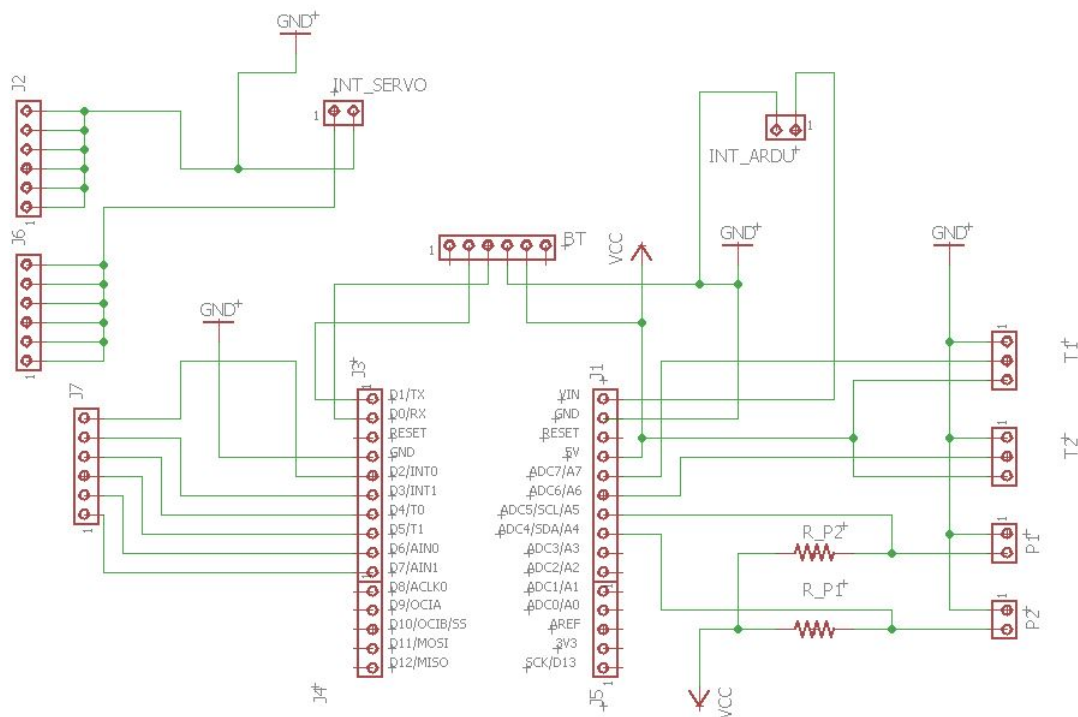 GND
J2
INT_SERVO
1
1
INT_ARDU
1
J6
1
BT
1
VCC
GND
GND
GND
J7
1
J3
1
D1/TX
D0/RX
RESET
GND
D2/INT0
D3/INT1
D4/T0
D5/T1
D6/AIN0
D7/AIN1
1
D8/ACLK0
D9/OCIA
D10/OCIB/SS
D11/MOSI
D12/MISO
J4
J1
VIN
GND
RESET
5V
ADC7/A7
ADC6/A6
ADC5/SCL/A5
ADC4/SDA/A4
ADC3/A3
ADC2/A2
1
ADC1/A1
ADC0/A0
AREF
3V3
SCK/D13
1
J5
VCC
R_P2
R_P1
1
T1
1
T2
1
P1
1
P2